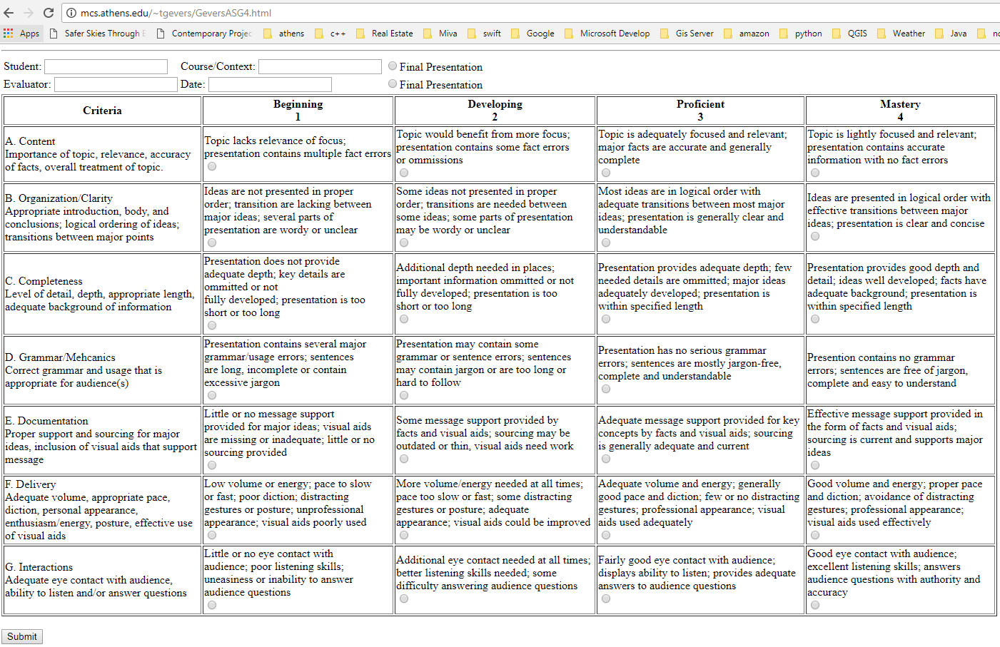 mcs.athens.edu/~tgevers/GeversASG4.html
Apps Safer Skies Through Contemporary Projec athens c++ Real Estate Miva swift Google Microsoft Develop Gis Server amazon python QGIS Weather Java
Student: Course/Context: Final Presentation
Evaluator: Date: Final Presentation
Criteria
Beginning
1
Developing
2
Proficient
3
Mastery
4
A. Content
Importance of topic, relevance, accuracy
of facts, overall treatment of topic.
Topic lacks relevance of focus;
presentation contains multiple fact errors
Topic would benefit from more focus;
presentation contains some fact errors
or ommissions
Topic is adequately focused and relevant;
major facts are accurate and generally
complete
Topic is lightly focused and relevant;
presentation contains accurate
information with no fact errors
B. Organization/Clarity
Appropriate introduction, body, and
conclusions; logical ordering of ideas;
transitions between major points
Ideas are not presented in proper
order; transition are lacking between
major ideas; several parts of
presentation are wordy or unclear
Some ideas not presented in proper
order; transitions are needed between
some ideas; some parts of presentation
may be wordy or unclear
Most ideas are in logical order with
adequate transitions between most major
ideas; presentation is generally clear and
understandable
Ideas are presented in logical order with
effective transitions between major
ideas; presentation is clear and concise
C. Completeness
Level of detail, depth, appropriate length,
adequate background of information
Presentation does not provide
adequate depth; key details are
ommitted or not
fully developed; presentation is too
short or too long
Additional depth needed in places;
important information ommitted or not
fully developed; presentation is too
short or too long
Presentation provides adequate depth; few
needed details are ommitted; major ideas
adequately developed; presentation is
within specified length
Presentation provides good depth and
detail; ideas well developed; facts have
adequate background; presentation is
within specified length
D. Grammar/Mehcanics
Correct grammar and usage that is
appropriate for audience(s)
Presentation contains several major
grammar/usage errors; sentences
are long, incomplete or contain
excessive jargon
Presentation may contain some
grammar or sentence errors; sentences
may contain jargon or are too long or
hard to follow
Presentation has no serious grammar
errors; sentences are mostly jargon-free,
complete and understandable
Presention contains no grammar
errors; sentences are free of jargon,
complete and easy to understand
E. Documentation
Proper support and sourcing for major
ideas, inclusion of visual aids that support
message
Little or no message support
provided for major ideas; visual aids
are missing or inadequate; little or no
sourcing provided
Some message support provided by
facts and visual aids; sourcing may be
outdated or thin, visual aids need work
Adequate message support provided for key
concepts by facts and visual aids; sourcing
is generally adequate and current
Effective message support provided in
the form of facts and visual aids;
sourcing is current and supports major
ideas
F. Delivery
Adequate volume, appropriate pace,
diction, personal appearance,
enthusiasm/energy, posture, effective use
of visual aids
Low volume or energy; pace to slow
or fast; poor diction; distracting
gestures or posture; unprofessional
appearance; visual aids poorly used
More volume/energy needed at all times;
pace too slow or fast; some distracting
gestures or posture; adequate
appearance; visual aids could be improved
Adequate volume and energy; generally
good pace and diction; few or no distracting
gestures; professional appearance; visual
aids used adequately
Good volume and energy; proper pace
and diction; avoidance of distracting
gestures; professional appearance;
visual aids used effectively
G. Interactions
Adequate eye contact with audience,
ability to listen and/or answer questions
Little or no eye contact with
audience; poor listening skills;
uneasiness or inability to answer
audience questions
Additional eye contact needed at all times;
better listening skills needed; some
difficulty answering audience questions
Fairly good eye contact with audience;
displays ability to listen; provides adequate
answers to audience questions
Good eye contact with audience;
excellent listening skills; answers
audience questions with authority and
accuracy
Submit